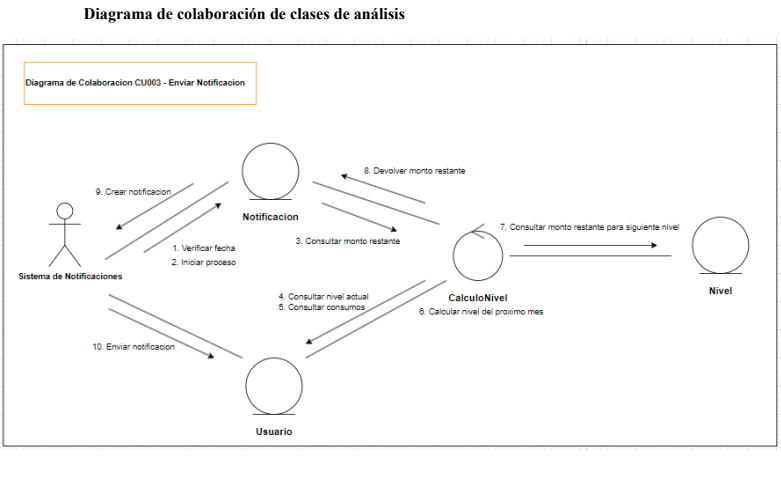 Diagrama de colaboración de clases de análisis
Diagrama de Colaboracion CU003 - Enviar Notificacion
8. Devolver monto restante
9. Crear notificacion
Notificacion
7. Consultar monto restante para siguiente nivel
3. Consultar monto restante
1. Verificar fecha
2. Iniciar proceso
Sistema de Notificaciones
Nivel
4. Consultar nivel actual
CalculoNivel
5. Consultar consumos
6. Calcular nivel del proximo mes
10. Enviar notificacion
Usuario